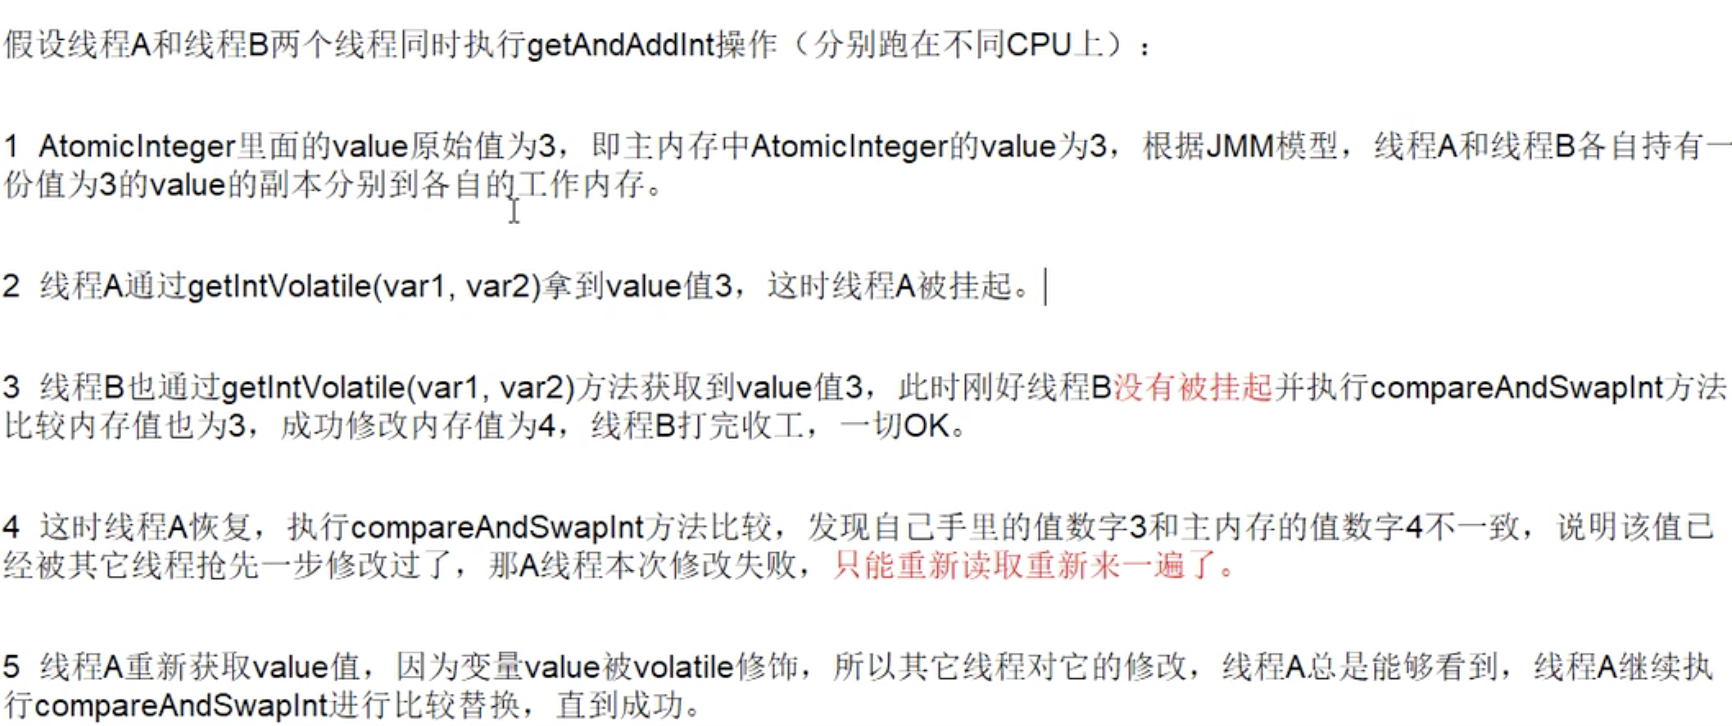 假设线程A和线程B两个线程同时执行getAndAddInt操作（分别跑在不同CPU上）：
1 AtomicInteger里面的value原始值为3，即主内存中AtomicInteger的value为3，根据JMM模型，线程A和线程B各自持有一
份值为3的value的副本分别到各自的工作内存。
2 线程A通过getIntVolatile(var1, var2)拿到value值3，这时线程A被挂起。
3 线程B也通过getIntVolatile(var1, var2)方法获取到value值3，此时刚好线程B没有被挂起并执行compareAndSwapInt方法
比较内存值也为3，成功修改内存值为4，线程B打完收工，一切OK。
4 这时线程A恢复，执行compareAndSwapInt方法比较，发现自己手里的值数字3和主内存的值数字4不一致，说明该值已
经被其它线程抢先一步修改过了，那A线程本次修改失败，只能重新读取重新来一遍了。
5 线程A重新获取value值，因为变量value被volatile修饰，所以其它线程对它的修改，线程A总是能够看到，线程A继续执
行compareAndSwapInt进行比较替换，直到成功。